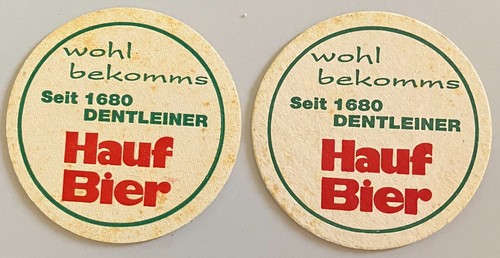 wohl
bekomms
Seit 1680
DENTLEINER
Hauf
Bier
wohl
bekomms
Seit 1680
DENTLEINER
Hauf
Bier